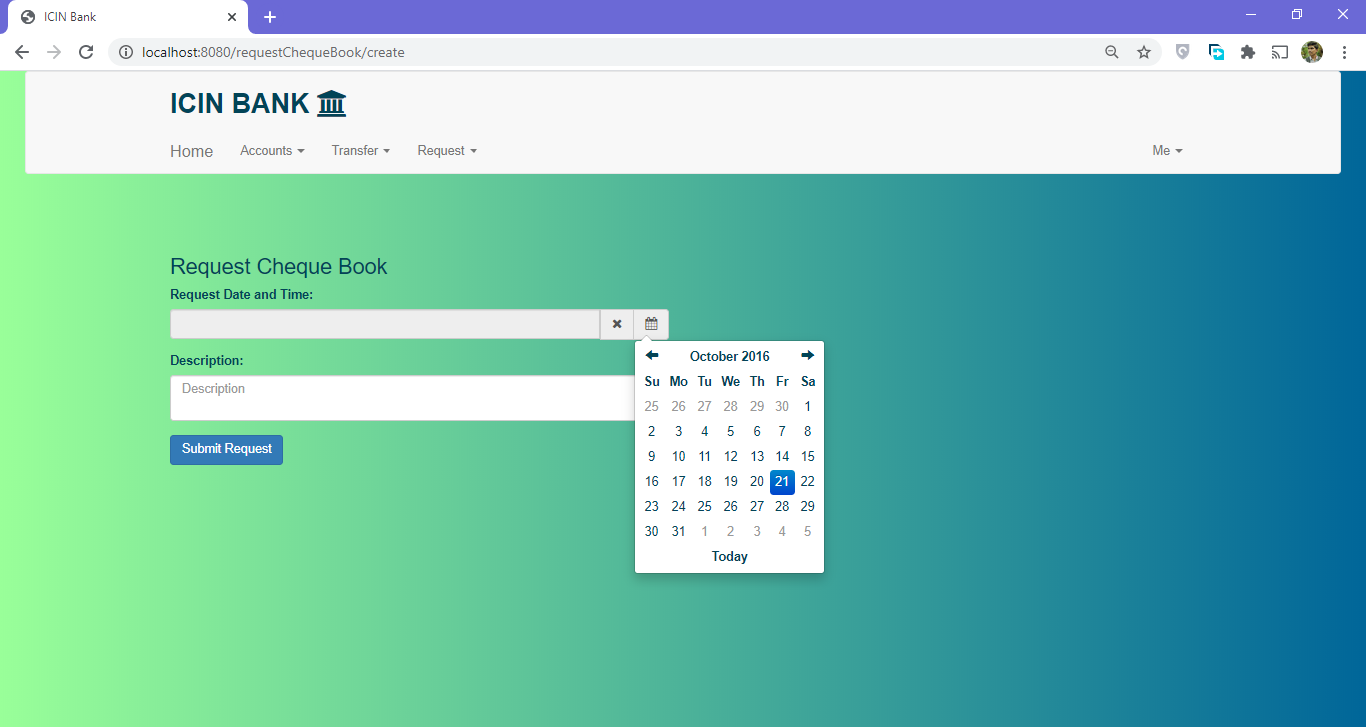 ICIN Bank
localhost:8080/requestChequeBook/create
ICIN BANK
Home Accounts Transfer Request Me
Request Cheque Book
Request Date and Time:
Description:
Description
Submit Request
October 2016
Su Mo Tu We Th Fr Sa
25 26 27 28 29 30 1
2 3 4 5 6 7 8
9 10 11 12 13 14 15
16 17 18 19 20 21 22
23 24 25 26 27 28 29
30 31 1 2 3 4 5
Today